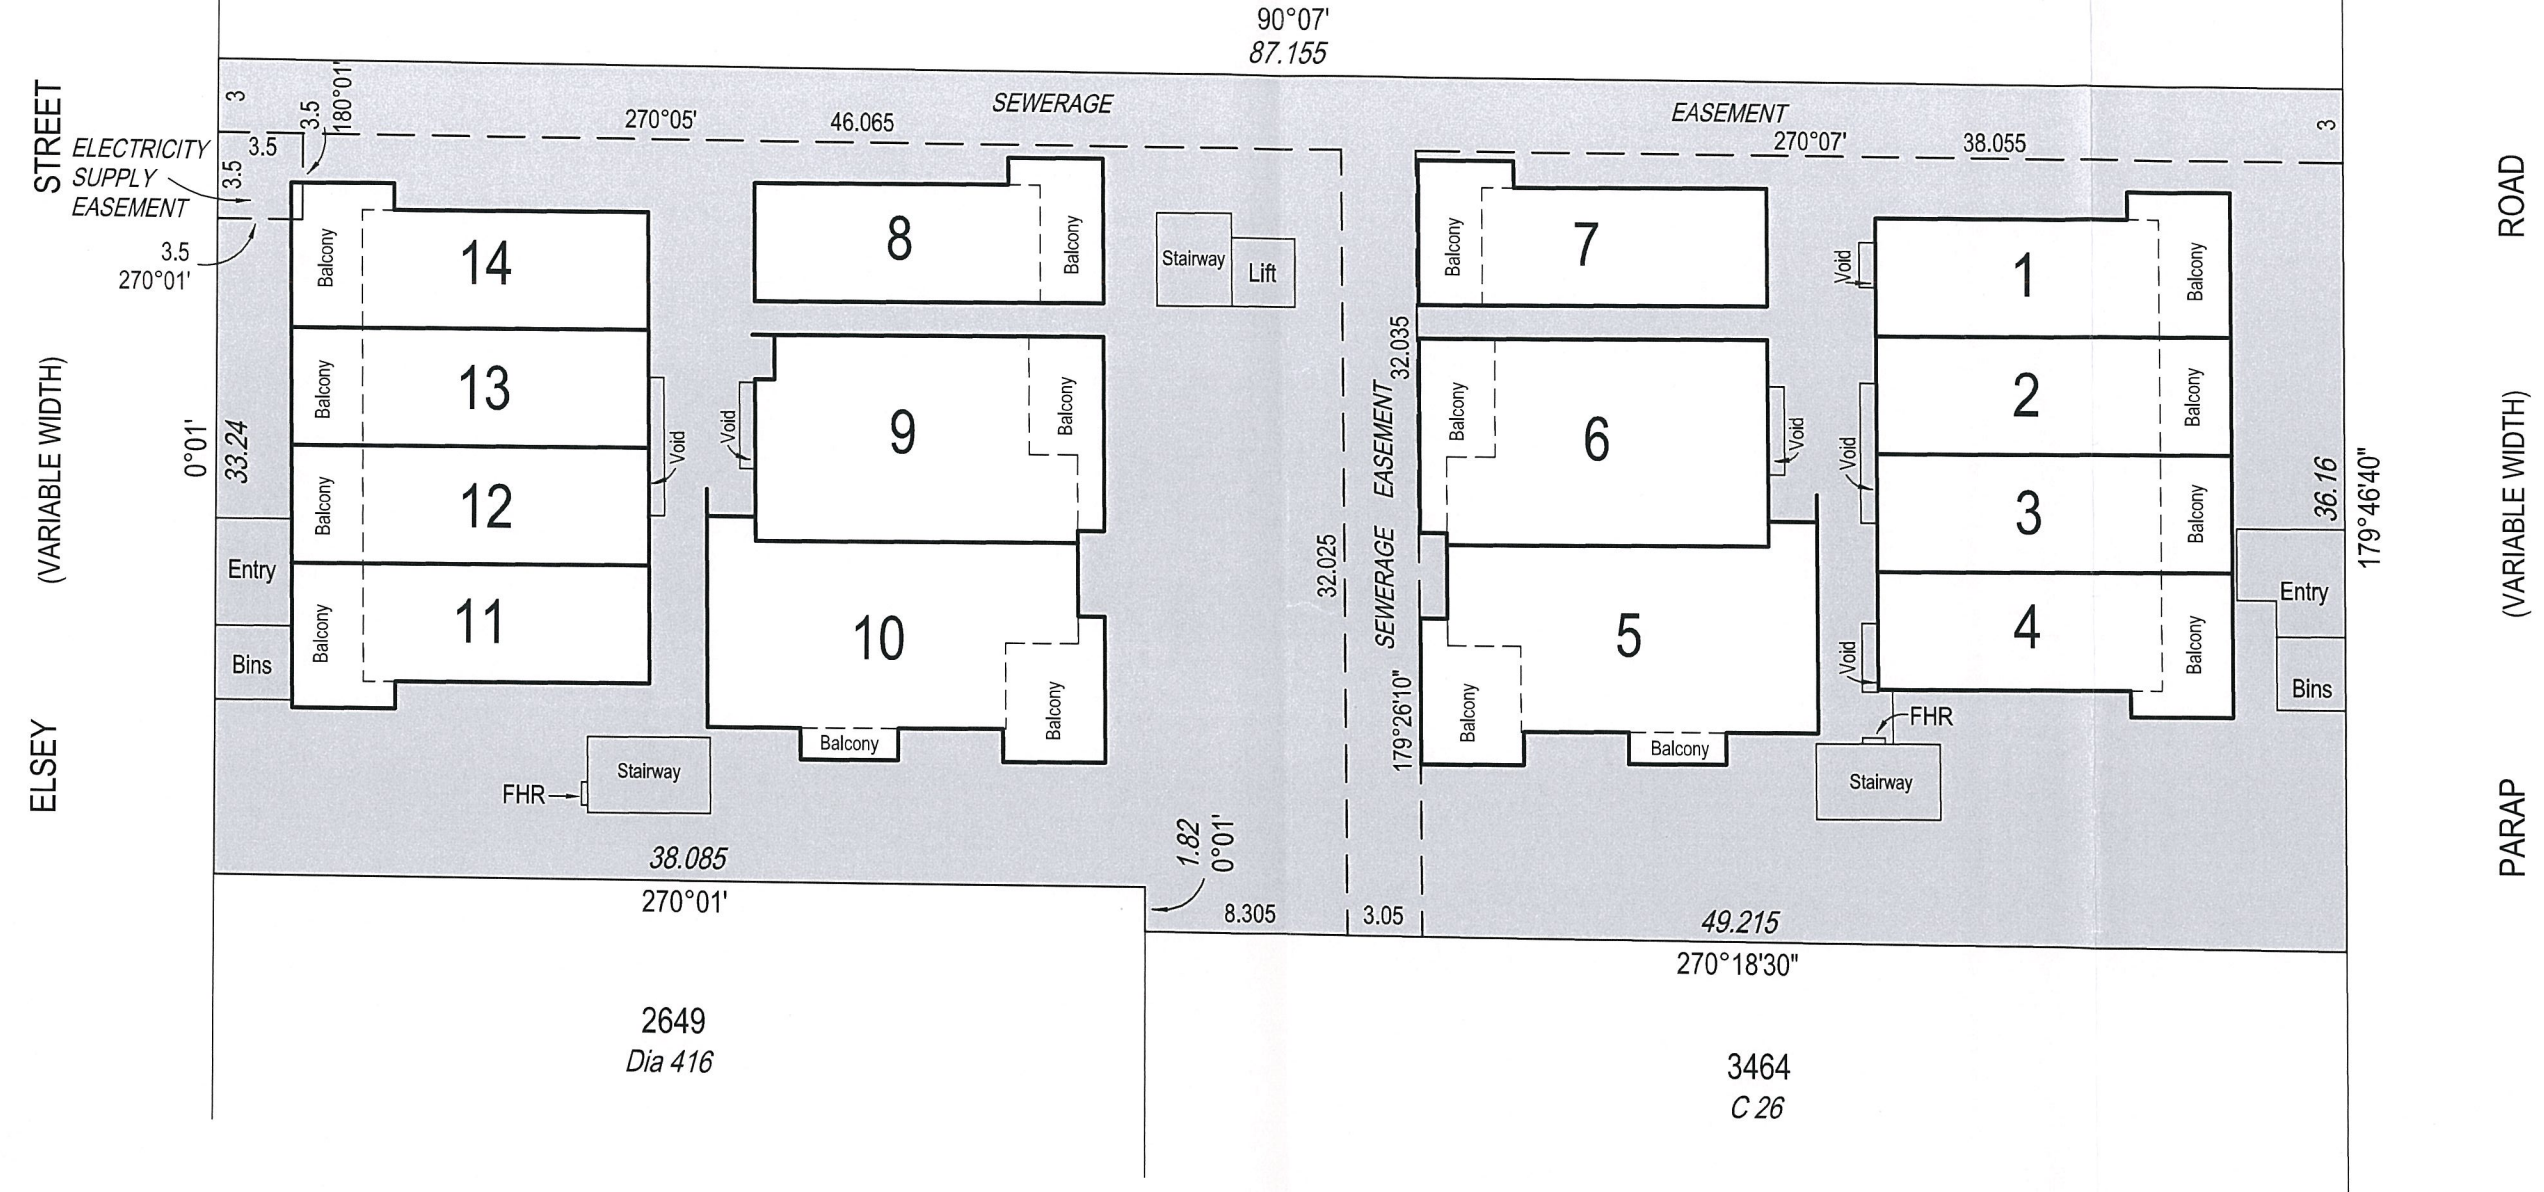 90°07'
87.155
STREET
(VARIABLE WIDTH)
ELSEY
3
3.5
180°01'
3.5
3.5
ELECTRICITY
SUPPLY
EASEMENT
3.5
270°01'
270°05'
46.065
SEWERAGE
EASEMENT
270°07'
38.055
3
ROAD
(VARIABLE WIDTH)
PARAP
0°01'
33.24
Entry
Bins
Balcony
14
Balcony
13
Balcony
12
Balcony
11
Void
8
Balcony
Void
9
Balcony
10
Balcony
Balcony
Stairway
Lift
FHR
Stairway
32.025
SEWERAGE EASEMENT
32.035
179°26'10"
Balcony
7
Balcony
6
Void
5
Balcony
Balcony
Void
1
Balcony
Void
2
Balcony
3
Balcony
Void
4
Balcony
FHR
Stairway
36.16
179°46'40"
Entry
Bins
38.085
270°01'
1.82
0°01'
8.305
3.05
49.215
270°18'30"
2649
Dia 416
3464
C 26